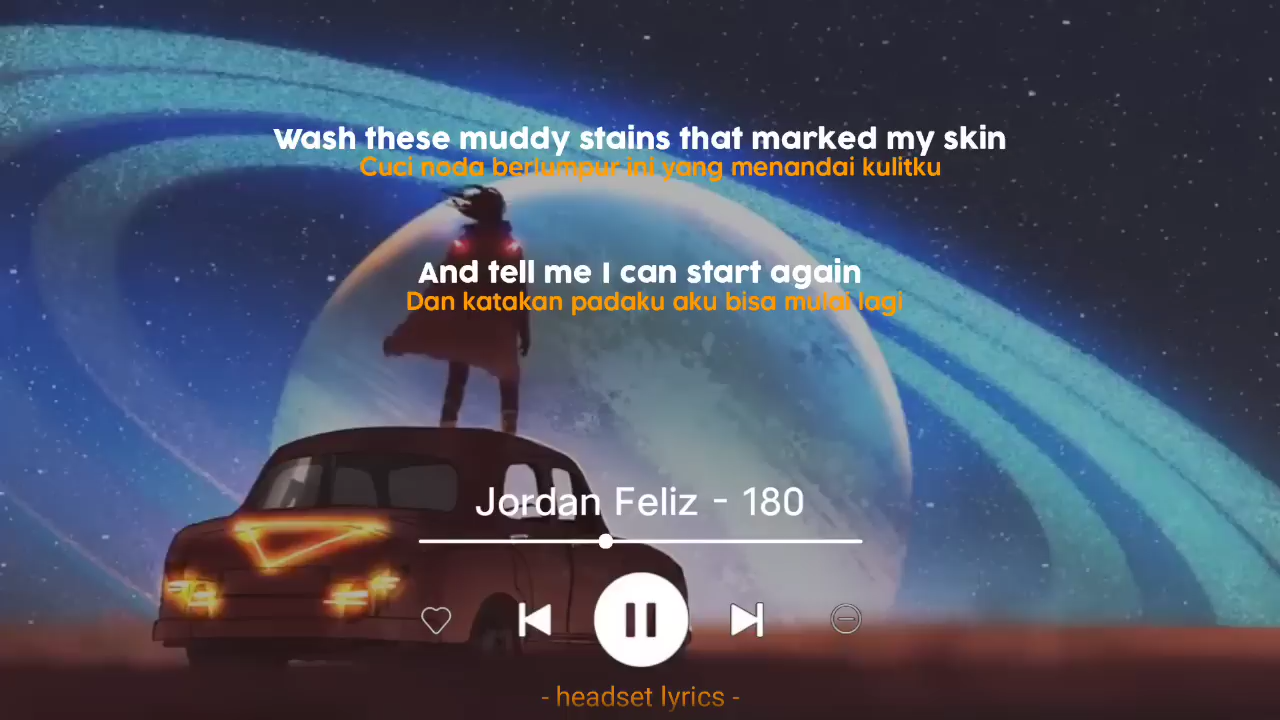 Wash these muddy stains that marked my skin
Cuci noda berlumpur ini yang menandai kulitku
And tell me I can start again
Dan katakan padaku aku bisa mulai lagi
Jordan Feliz - 180
- headset lyrics -